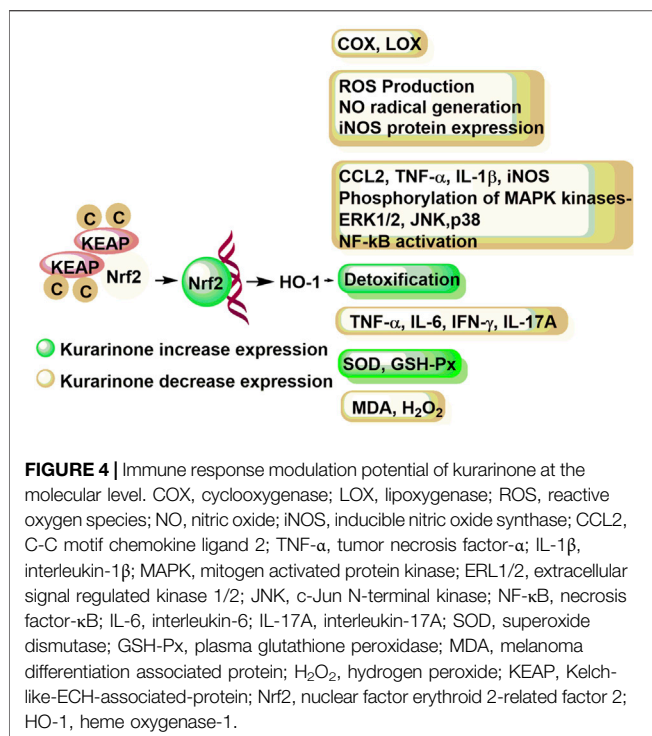 COX, LOX
ROS Production
NO radical generation
iNOS protein expression
CCL2, TNF-α, IL-1β, iNOS
Phosphorylation of MAPK kinases-
ERK1/2, JNK,p38
NF-kB activation
C C
KEAP
KEAP
Nrf2
C C
Nrf2
HO-1
Detoxification
TNF-α, IL-6, IFN-γ, IL-17A
Kurarinone increase expression
SOD, GSH-Px
Kurarinone decrease expression
MDA, H₂O₂
FIGURE 4 | Immune response modulation potential of kurarinone at the
molecular level. COX, cyclooxygenase; LOX, lipoxygenase; ROS, reactive
oxygen species; NO, nitric oxide; iNOS, inducible nitric oxide synthase; CCL2,
C-C motif chemokine ligand 2; TNF-α, tumor necrosis factor-α; IL-1β,
interleukin-1β; MAPK, mitogen activated protein kinase; ERL1/2, extracellular
signal regulated kinase 1/2; JNK, c-Jun N-terminal kinase; NF-κB, necrosis
factor-κB; IL-6, interleukin-6; IL-17A, interleukin-17A; SOD, superoxide
dismutase; GSH-Px, plasma glutathione peroxidase; MDA, melanoma
differentiation associated protein; H₂O₂, hydrogen peroxide; KEAP, Kelch-
like-ECH-associated-protein; Nrf2, nuclear factor erythroid 2-related factor 2;
HO-1, heme oxygenase-1.